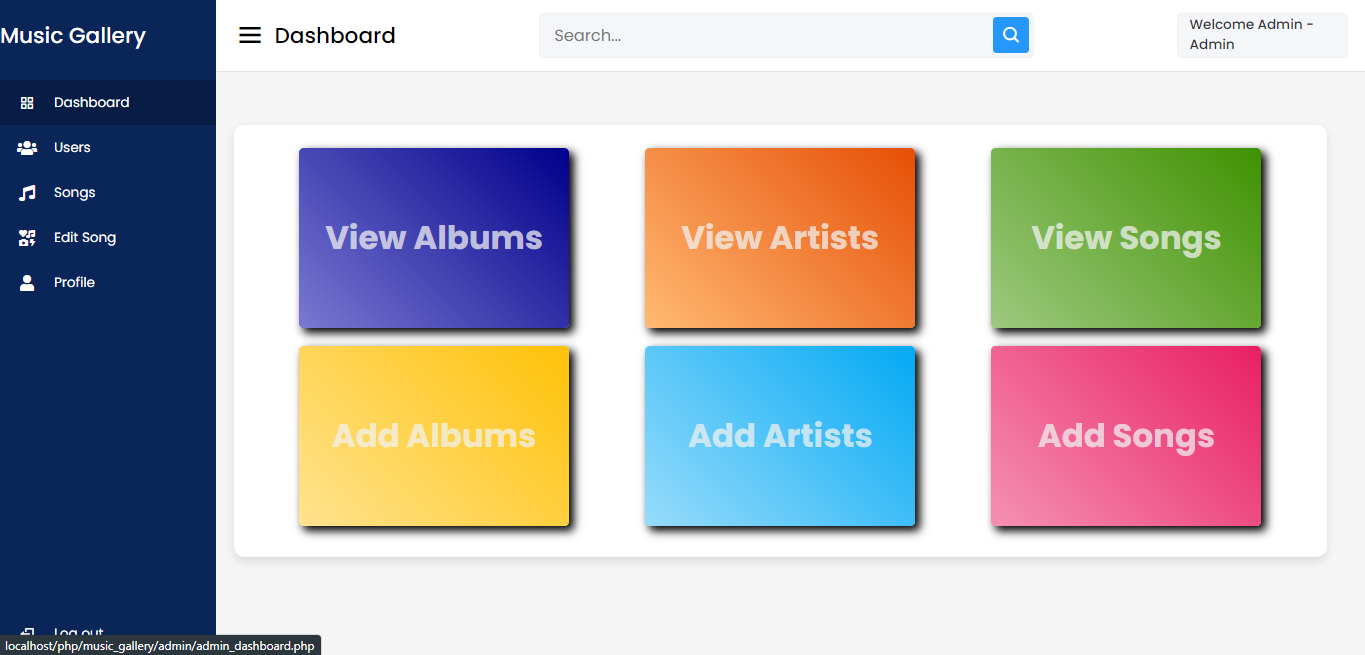 Music Gallery
Dashboard
Search...
Welcome Admin -
Admin
Dashboard
Users
Songs
Edit Song
Profile
View Albums
View Artists
View Songs
Add Albums
Add Artists
Add Songs
Log out
localhost/php/music_gallery/admin/admin_dashboard.php